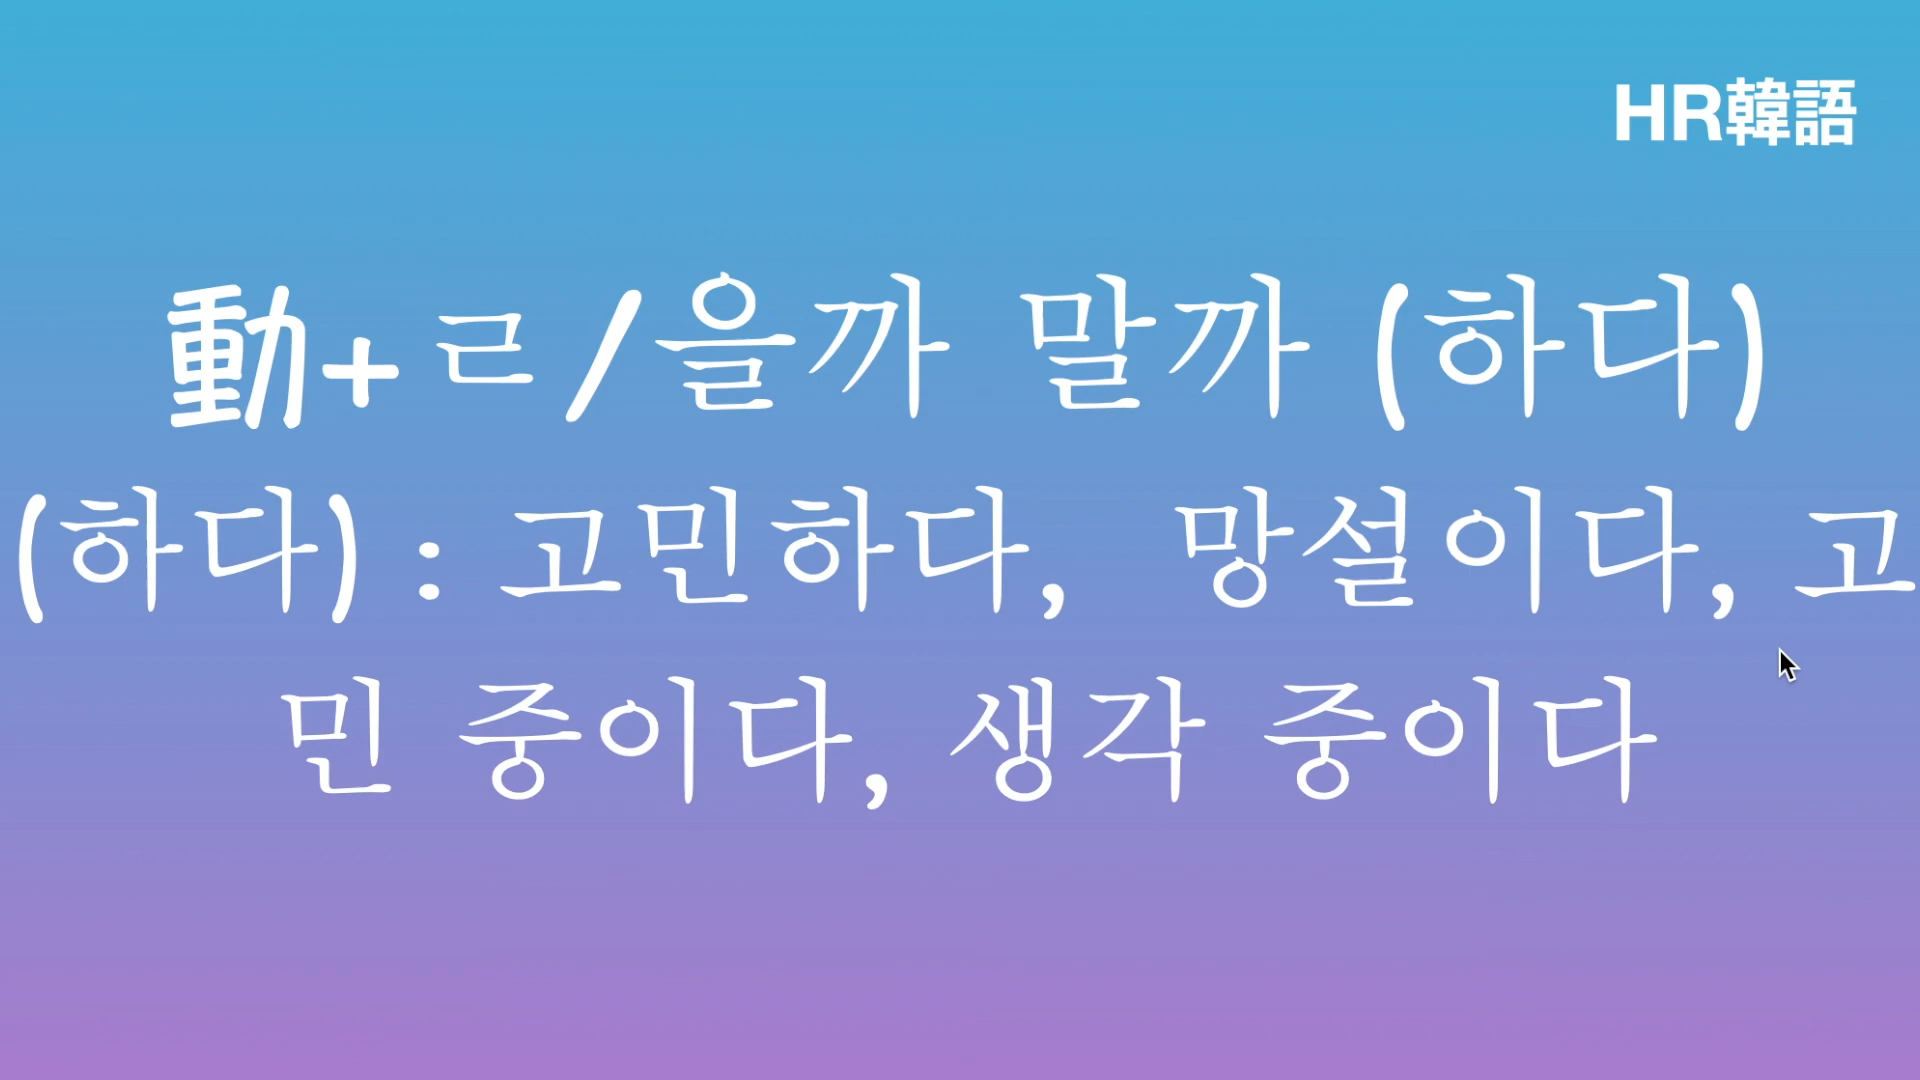 HR韓語
動+ㄹ/을까 말까 (하다)
(하다) : 고민하다, 망설이다, 고
민 중이다, 생각 중이다